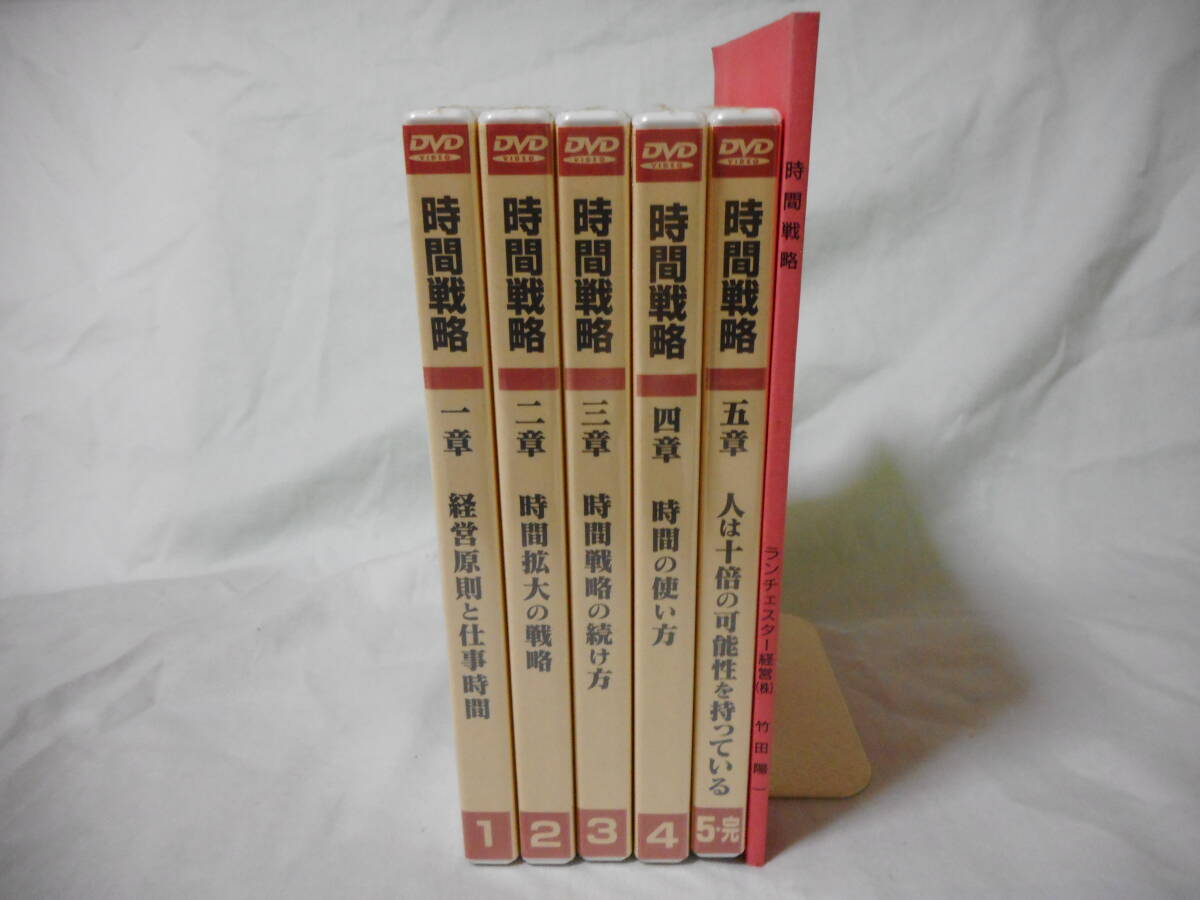 DVD
VIDEO
時間戦略
一章
経営原則と仕事時間
1
DVD
VIDEO
時間戦略
二章
時間拡大の戦略
2
DVD
VIDEO
時間戦略
三章
時間戦略の続け方
3
DVD
VIDEO
時間戦略
四章
時間の使い方
4
DVD
VIDEO
時間戦略
五章
人は十倍の可能性を持っている
5・完
時間戦略
ランチェスター経営(株)
竹田陽一